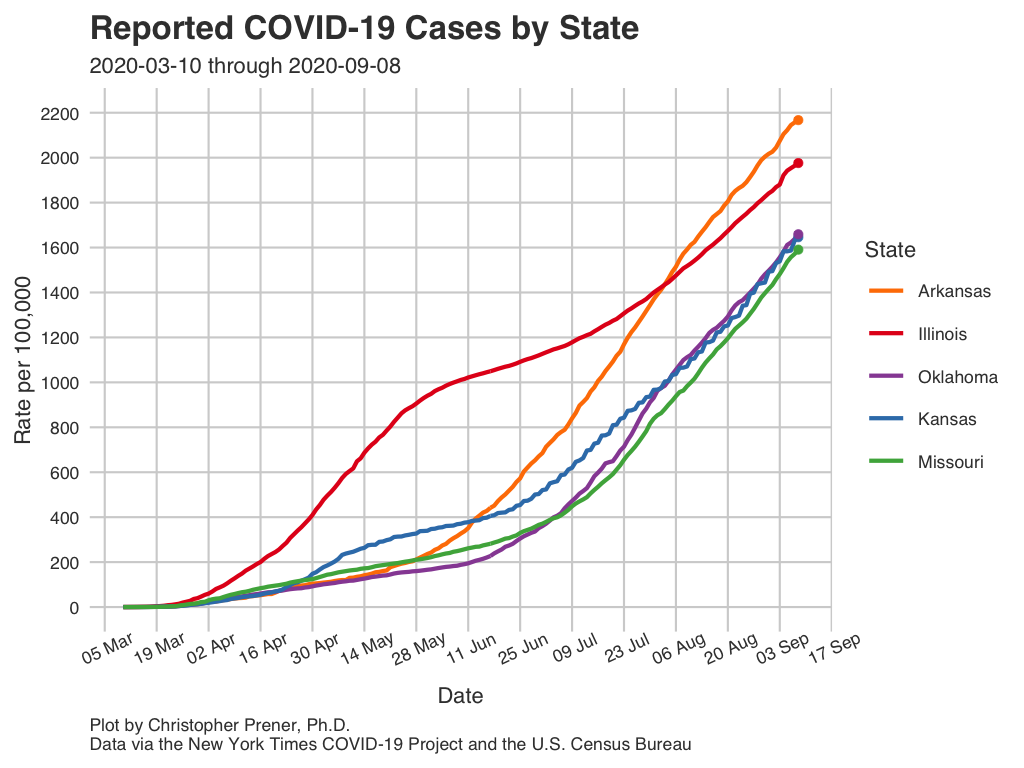 Reported COVID-19 Cases by State
2020-03-10 through 2020-09-08
2200
2000
1800
1600
1400
1200
1000
800
600
400
200
0
Rate per 100,000
05 Mar
19 Mar
02 Apr
16 Apr
30 Apr
14 May
28 May
11 Jun
25 Jun
09 Jul
23 Jul
06 Aug
20 Aug
03 Sep
17 Sep
Date
State
Arkansas
Illinois
Oklahoma
Kansas
Missouri
Plot by Christopher Prener, Ph.D.
Data via the New York Times COVID-19 Project and the U.S. Census Bureau